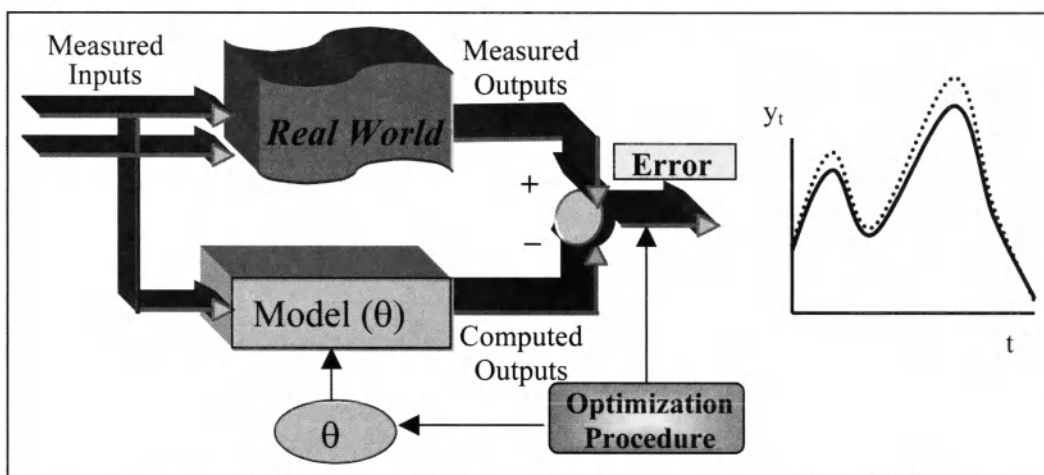 Measured
Inputs
Real World
Measured
Outputs
+
−
Error
Model (θ)
Computed
Outputs
θ
Optimization
Procedure
yt
t